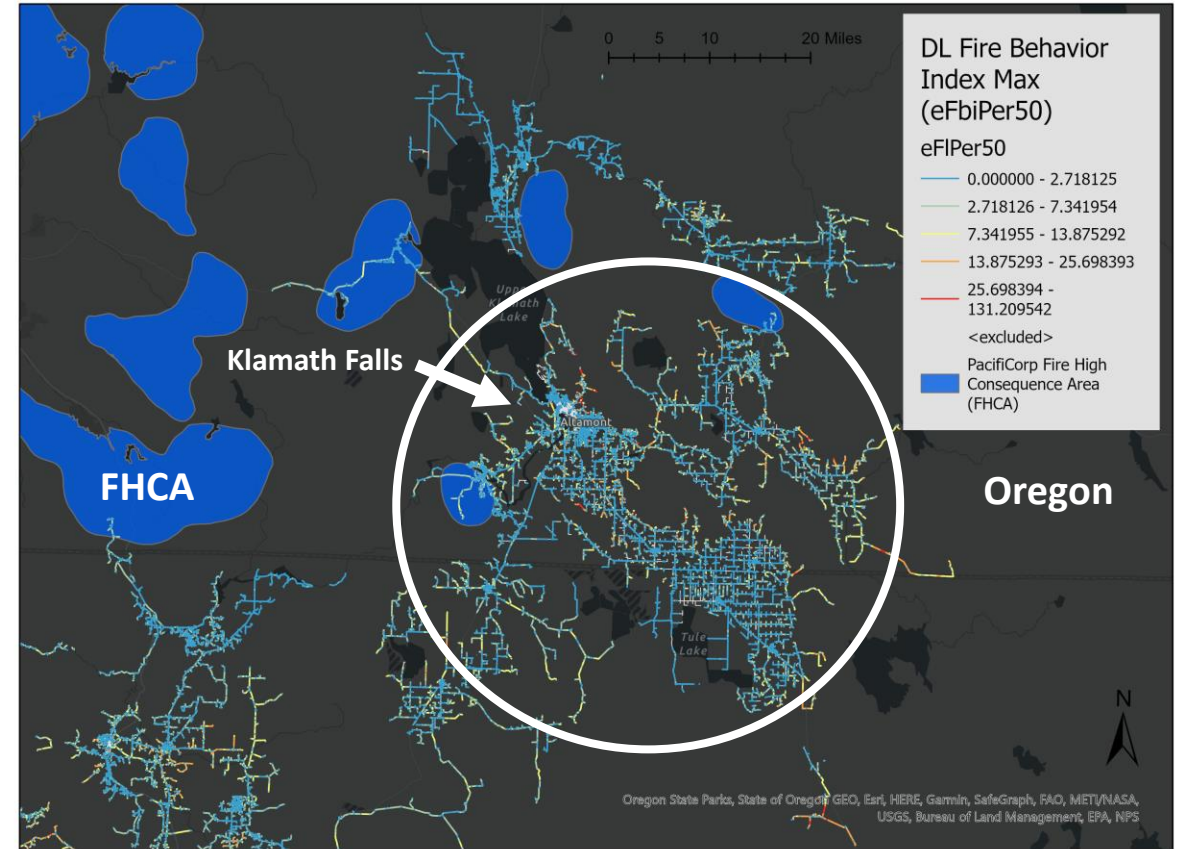 0 5 10 20 Miles
DL Fire Behavior
Index Max
(eFbiPer50)
eFlPer50
0.000000 - 2.718125
2.718126 - 7.341954
7.341955 - 13.875292
13.875293 - 25.698393
25.698394 -
131.209542
<excluded>
PacifiCorp Fire High
Consequence Area
(FHCA)
Upper
Klamath
Lake
Klamath Falls
Altamont
FHCA
Oregon
Tule
Lake
N
Oregon State Parks, State of Oregon GEO, Esri, HERE, Garmin, SafeGraph, FAO, METI/NASA,
USGS, Bureau of Land Management, EPA, NPS